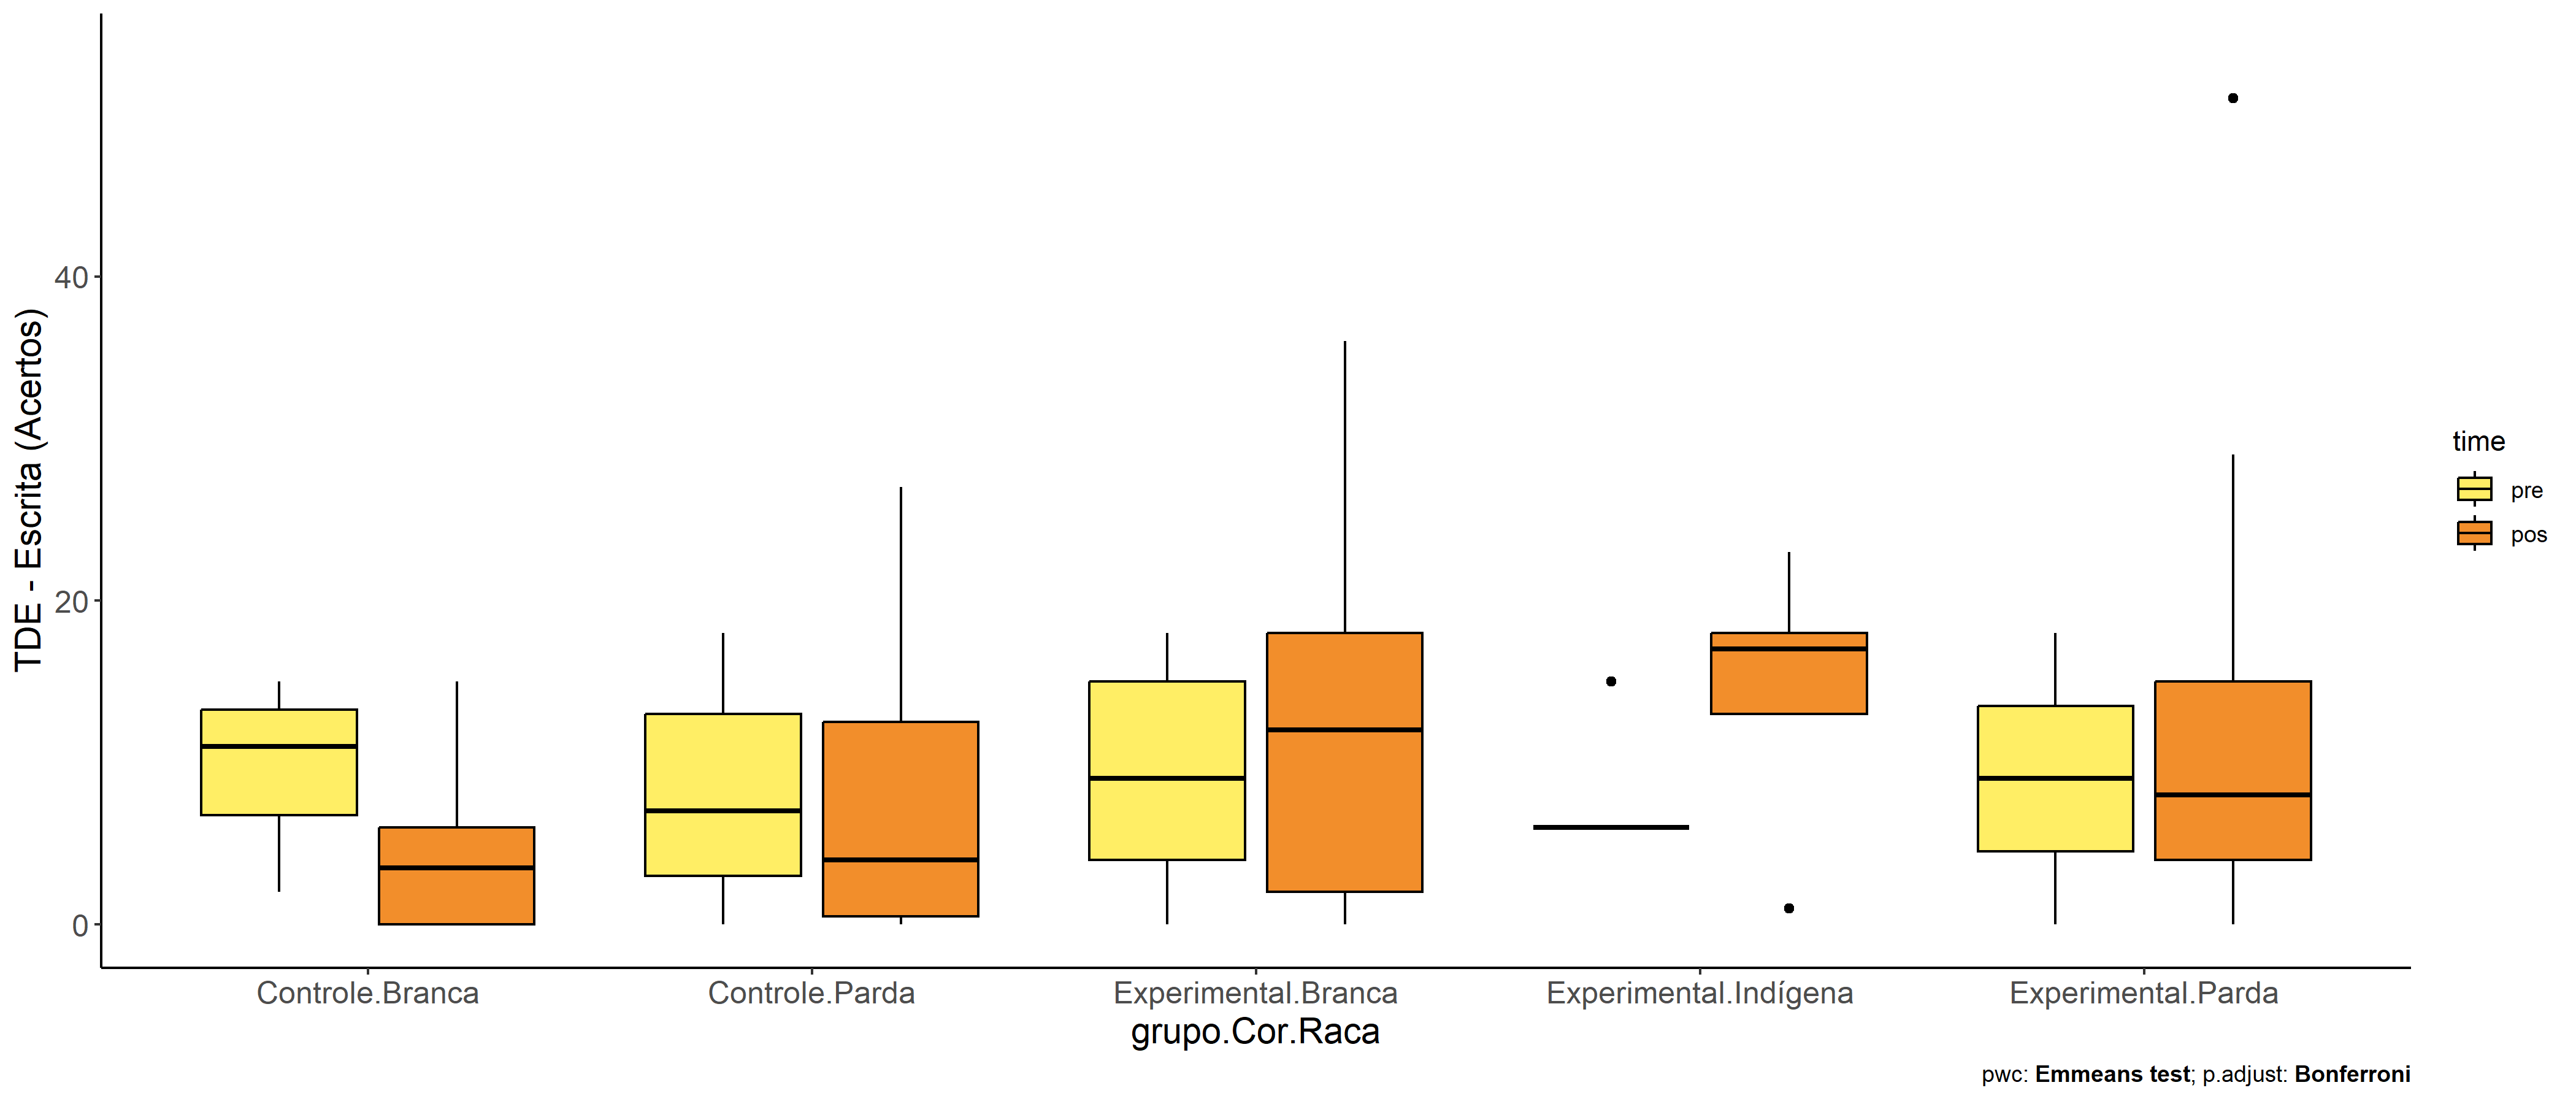 TDE - Escrita (Acertos)
40
20
0
Controle.Branca
Controle.Parda
Experimental.Branca
Experimental.Indígena
Experimental.Parda
grupo.Cor.Raca
time
pre
pos
pwc: Emmeans test; p.adjust: Bonferroni